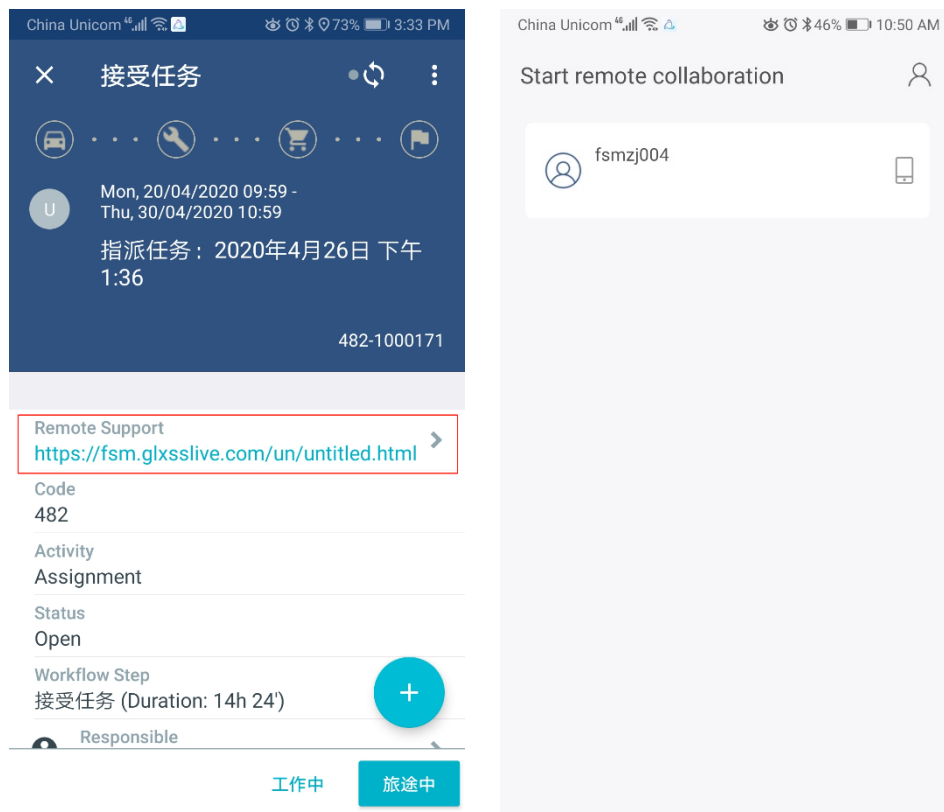 China Unicom 46 73% 3:33 PM
接受任务
U
Mon, 20/04/2020 09:59 -
Thu, 30/04/2020 10:59
指派任务： 2020年4月26日 下午
1:36
482-1000171
Remote Support
https://fsm.glxsslive.com/un/untitled.html
Code
482
Activity
Assignment
Status
Open
Workflow Step
接受任务 (Duration: 14h 24')
Responsible
工作中
旅途中
China Unicom 46 46% 10:50 AM
Start remote collaboration
fsmzj004